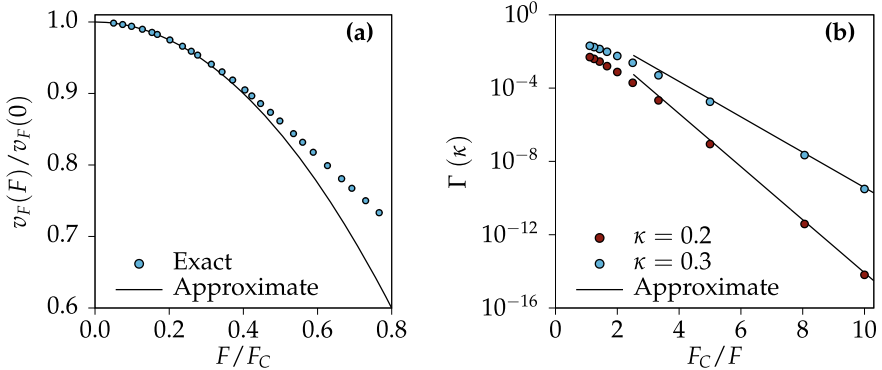 (a)
1.0
0.9
0.8
0.7
0.6
v_F(F)/v_F(0)
Exact
Approximate
0.0 0.2 0.4 0.6 0.8
F/F_C
(b)
10^0
10^−4
10^−8
10^−12
10^−16
Γ (κ)
κ = 0.2
κ = 0.3
Approximate
0 2 4 6 8 10
F_C/F